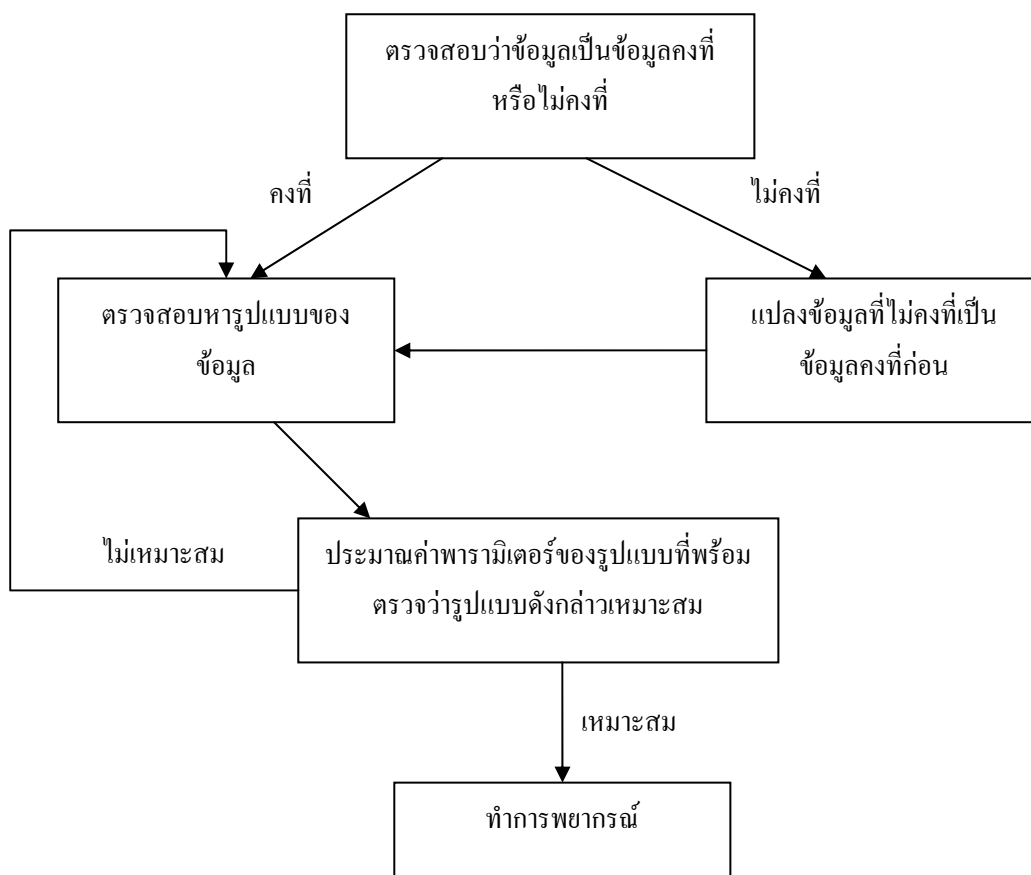 ตรวจสอบว่าข้อมูลเป็นข้อมูลคงที่
หรือไม่คงที่
คงที่
ไม่คงที่
ตรวจสอบหารูปแบบของ
ข้อมูล
แปลงข้อมูลที่ไม่คงที่เป็น
ข้อมูลคงที่ก่อน
ไม่เหมาะสม
ประมาณค่าพารามิเตอร์ของรูปแบบที่พร้อม
ตรวจว่ารูปแบบดังกล่าวเหมาะสม
เหมาะสม
ทำการพยากรณ์